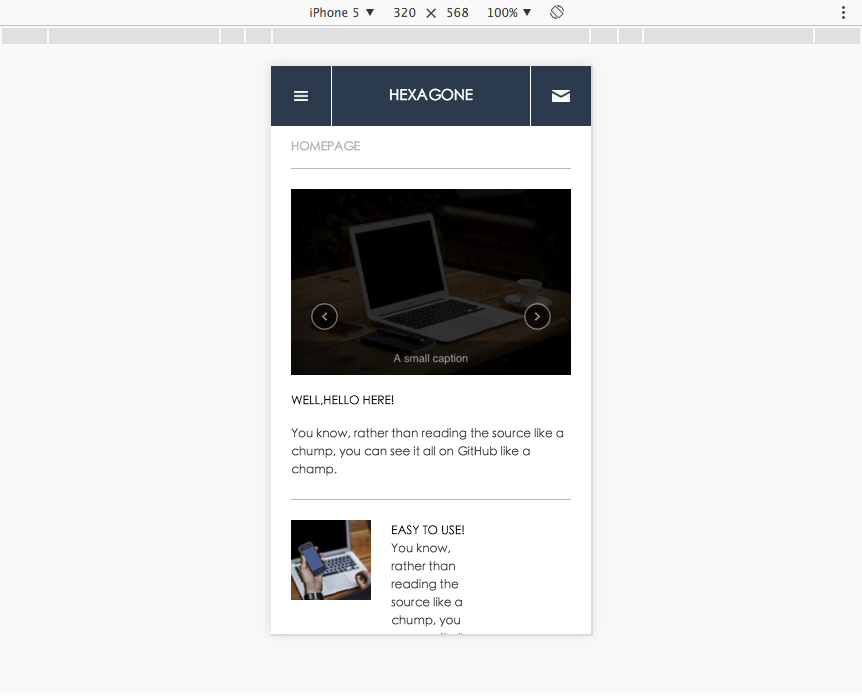 iPhone 5 ▼ 320 × 568 100% ▼
HEXAGONE
HOMEPAGE
A small caption
WELL,HELLO HERE!
You know, rather than reading the source like a
chump, you can see it all on GitHub like a
champ.
EASY TO USE!
You know,
rather than
reading the
source like a
chump, you